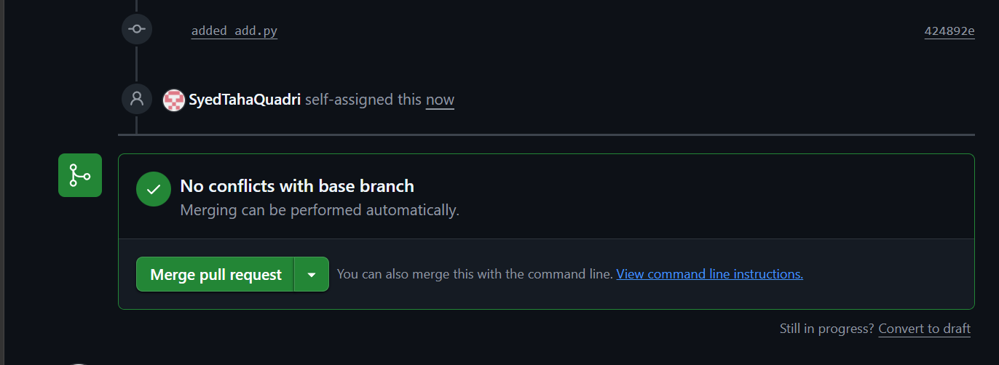 added add.py 424892e
SyedTahaQuadri self-assigned this now
No conflicts with base branch
Merging can be performed automatically.
Merge pull request You can also merge this with the command line. View command line instructions.
Still in progress? Convert to draft